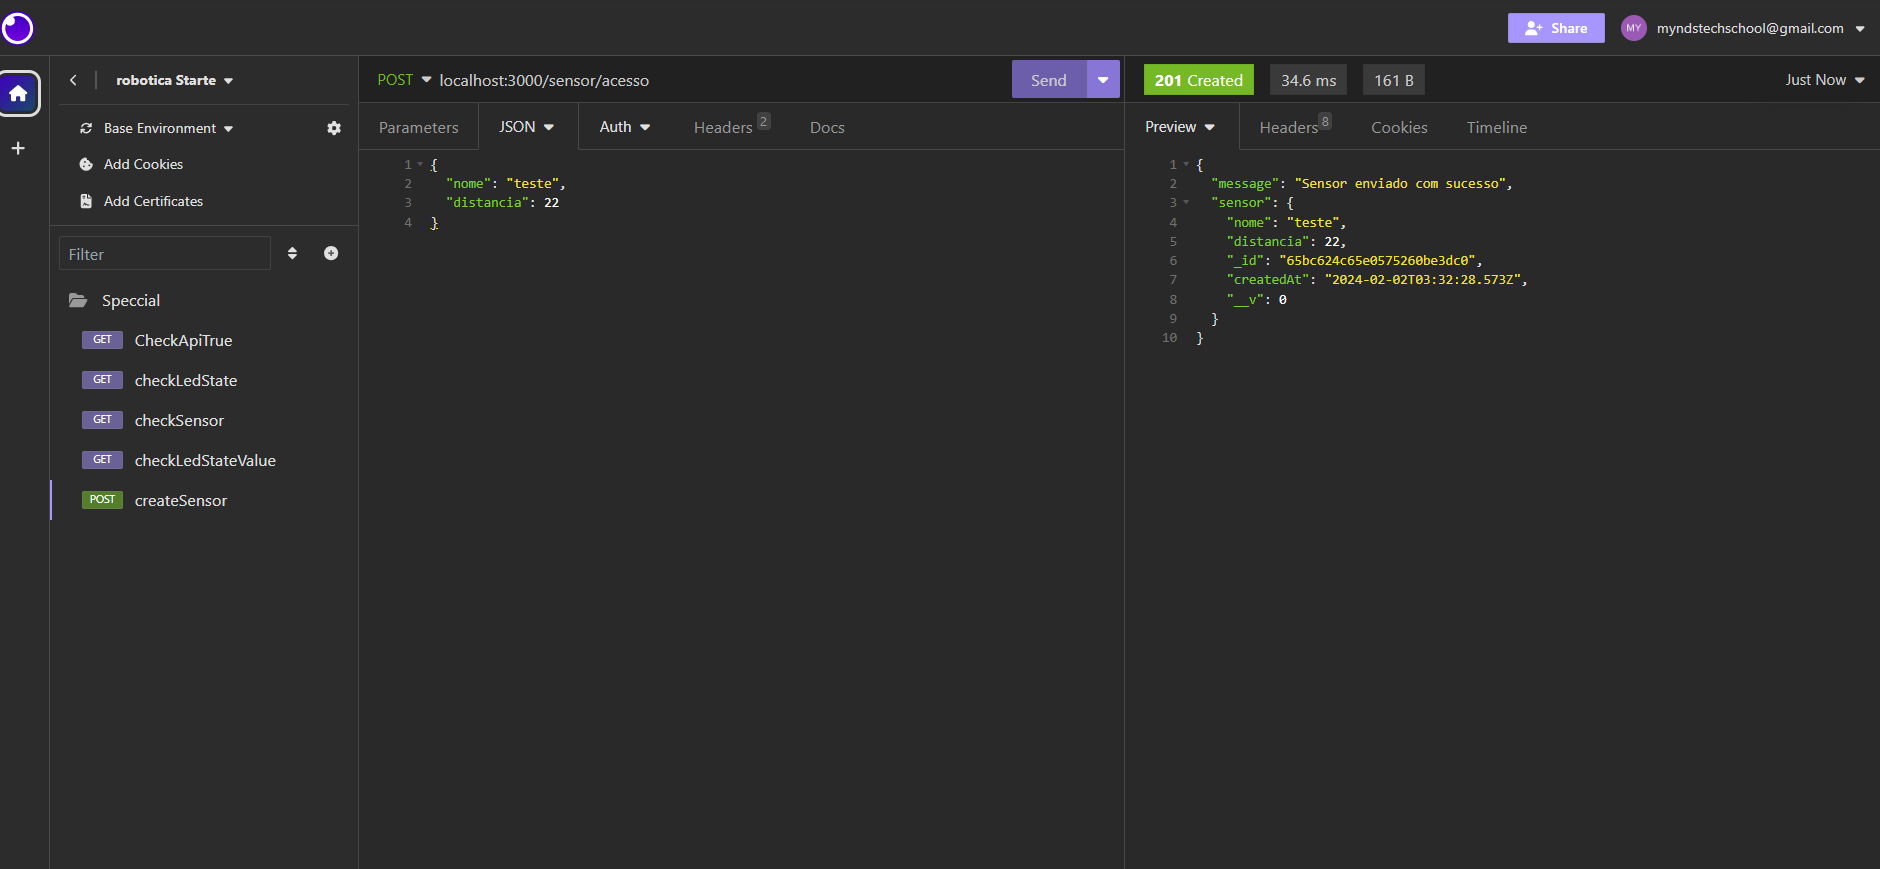 Share
MY
myndstechschool@gmail.com
robotica Starte
Base Environment
Add Cookies
Add Certificates
Filter
Speccial
GET CheckApiTrue
GET checkLedState
GET checkSensor
GET checkLedStateValue
POST createSensor
POST localhost:3000/sensor/acesso
Send
Parameters JSON Auth Headers 2 Docs
1 {
2 "nome": "teste",
3 "distancia": 22
4 }
201 Created 34.6 ms 161 B Just Now
Preview Headers 8 Cookies Timeline
1 {
2 "message": "Sensor enviado com sucesso",
3 "sensor": {
4 "nome": "teste",
5 "distancia": 22,
6 "_id": "65bc624c65e0575260be3dc0",
7 "createdAt": "2024-02-02T03:32:28.573Z",
8 "__v": 0
9 }
10 }